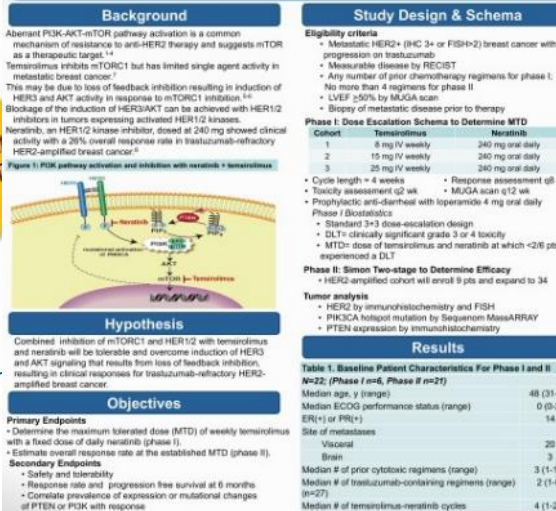 Background
Aberrant PI3K-AKT-mTOR pathway activation is a common
mechanism of resistance to anti-HER2 therapy and suggests mTOR
as a therapeutic target.
Temsirolimus inhibits mTORC1 but has limited single agent activity in
metastatic breast cancer.
This may be due to loss of feedback inhibition resulting in induction of
HER3 and AKT activity in response to mTORC1 inhibition.
Blockage of the induction of HER3/AKT can be achieved with HER1/2
inhibitors in tumors expressing activated HER1/2 kinases.
Neratinib, an HER1/2 kinase inhibitor, dosed at 240 mg showed clinical
activity with a 26% overall response rate in trastuzumab-refractory
HER2-amplified breast cancer.
Figure 1: PI3K pathway activation and inhibition with neratinib + temsirolimus
Neratinib
PTEN
PIP₂
PIP₃
PI3K
mutational activation
of PIK3CA
AKT
mTOR
Temsirolimus
Hypothesis
Combined inhibition of mTORC1 and HER1/2 with temsirolimus
and neratinib will be tolerable and overcome induction of HER3
and AKT signaling that results from loss of feedback inhibition,
resulting in clinical responses for trastuzumab-refractory HER2-
amplified breast cancer.
Objectives
Primary Endpoints
• Determine the maximum tolerated dose (MTD) of weekly temsirolimus
with a fixed dose of daily neratinib (phase I).
• Estimate overall response rate at the established MTD (phase II).
Secondary Endpoints
• Safety and tolerability
• Response rate and progression free survival at 6 months
• Correlate prevalence of expression or mutational changes
of PTEN or PI3K with response
Study Design & Schema
Eligibility criteria
• Metastatic HER2+ (IHC 3+ or FISH>2) breast cancer with
progression on trastuzumab
• Measurable disease by RECIST
• Any number of prior chemotherapy regimens for phase I;
No more than 4 regimens for phase II
• LVEF ≥50% by MUGA scan
• Biopsy of metastatic disease prior to therapy
Phase I: Dose Escalation Schema to Determine MTD
Cohort Temsirolimus Neratinib
1 8 mg IV weekly 240 mg oral daily
2 15 mg IV weekly 240 mg oral daily
3 25 mg IV weekly 240 mg oral daily
• Cycle length = 4 weeks • Response assessment q8
• Toxicity assessment q2 wk • MUGA scan q12 wk
• Prophylactic anti-diarrheal with loperamide 4 mg oral daily
Phase I Biostatistics
• Standard 3+3 dose-escalation design
• DLT= clinically significant grade 3 or 4 toxicity
• MTD= dose of temsirolimus and neratinib at which <2/6 pts
experienced a DLT
Phase II: Simon Two-stage to Determine Efficacy
• HER2-amplified cohort will enroll 9 pts and expand to 34
Tumor analysis
• HER2 by immunohistochemistry and FISH
• PIK3CA hotspot mutation by Sequenom MassARRAY
• PTEN expression by immunohistochemistry
Results
Table 1. Baseline Patient Characteristics For Phase I and II
N=22; (Phase I n=6, Phase II n=21)
Median age, y (range) 48 (31-
Median ECOG performance status (range) 0 (0-
ER(+) or PR(+) 14
Site of metastases
Visceral 20
Brain 3
Median # of prior cytotoxic regimens (range) 3 (1-
Median # of trastuzumab-containing regimens (range) 2 (1-
(n=27)
Median # of temsirolimus-neratinib cycles 4 (1-